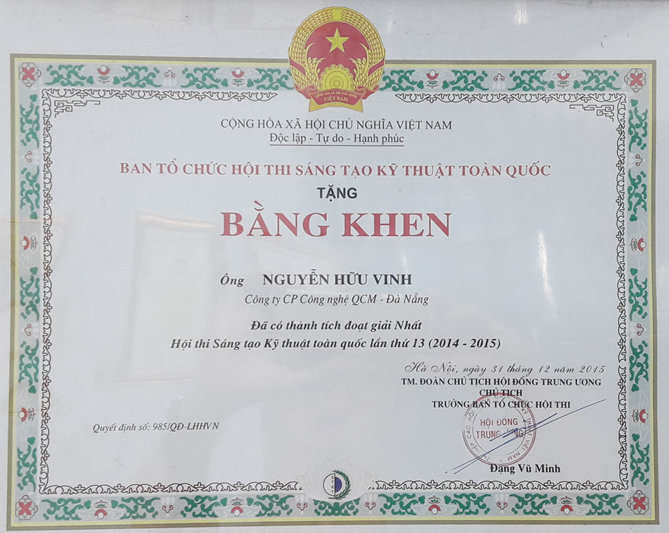 VIỆT NAM
CỘNG HÒA XÃ HỘI CHỦ NGHĨA VIỆT NAM
Độc lập - Tự do - Hạnh phúc
BAN TỔ CHỨC HỘI THI SÁNG TẠO KỸ THUẬT TOÀN QUỐC
TẶNG
BẰNG KHEN
Ông NGUYỄN HỮU VINH
Công ty CP Công nghệ QCM - Đà Nẵng
Đã có thành tích đoạt giải Nhất
Hội thi Sáng tạo Kỹ thuật toàn quốc lần thứ 13 (2014 - 2015)
Hà Nội, ngày 31 tháng 12 năm 2015
TM. ĐOÀN CHỦ TỊCH HỘI ĐỒNG TRUNG ƯƠNG
CHỦ TỊCH
TRƯỞNG BAN TỔ CHỨC HỘI THI
HỘI ĐỒNG
TRUNG
Quyết định số: 985/QĐ-LHHVN
Đặng Vũ Minh